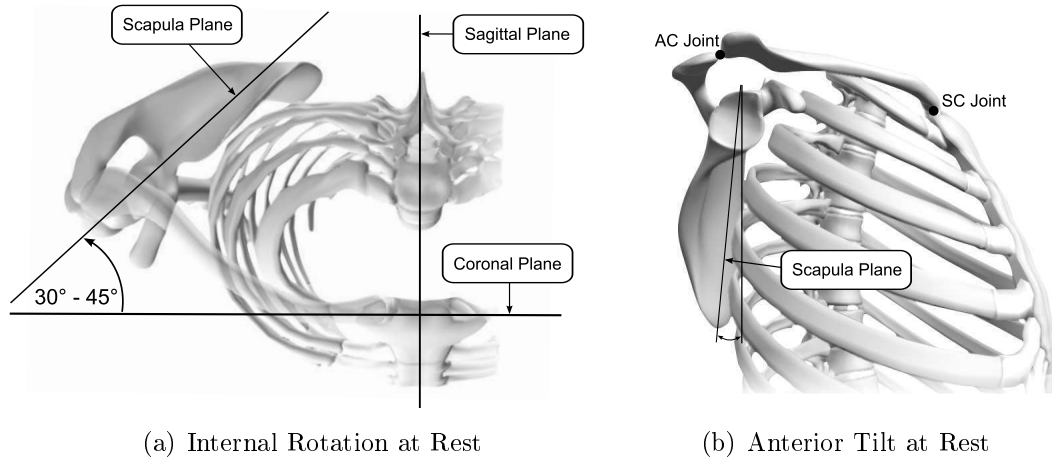 Scapula Plane
Sagittal Plane
Coronal Plane
30° - 45°
(a) Internal Rotation at Rest
AC Joint
SC Joint
Scapula Plane
(b) Anterior Tilt at Rest